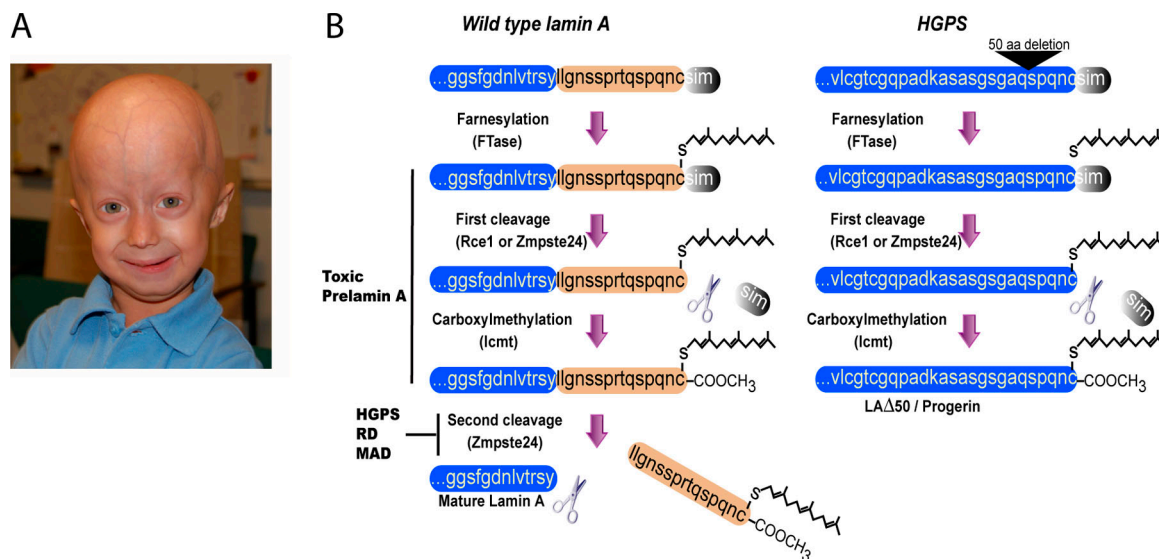 A
B
Wild type lamin A
...ggsfgdnlvtrsyllgnssprtqspqncsim
Farnesylation
(FTase)
S
...ggsfgdnlvtrsyllgnssprtqspqncsim
First cleavage
(Rce1 or Zmpste24)
S
...ggsfgdnlvtrsyllgnssprtqspqnc
sim
Carboxylmethylation
(Icmt)
S
...ggsfgdnlvtrsyllgnssprtqspqnc-COOCH3
Toxic
Prelamin A
HGPS
RD
MAD
Second cleavage
(Zmpste24)
...ggsfgdnlvtrsy
Mature Lamin A
llgnssprtqspqnc
S
COOCH3
HGPS
50 aa deletion
...vlcgtcgqpadkasasgsgaqspqncsim
Farnesylation
(FTase)
S
...vlcgtcgqpadkasasgsgaqspqncsim
First cleavage
(Rce1 or Zmpste24)
S
...vlcgtcgqpadkasasgsgaqspqnc
sim
Carboxylmethylation
(Icmt)
S
...vlcgtcgqpadkasasgsgaqspqnc-COOCH3
LAΔ50 / Progerin